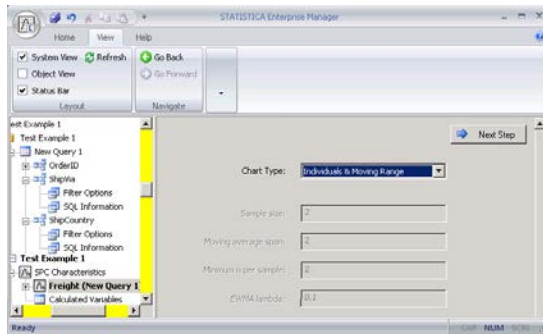 STATISTICA Enterprise Manager
Home View Help
System View Refresh
Object View
Status Bar
Layout
Go Back
Go Forward
Navigate
est Example 1
Test Example 1
New Query 1
OrderID
ShipVia
Filter Options
SQL Information
ShipCountry
Filter Options
SQL Information
Test Example 1
SPC Characteristics
Freight (New Query 1
Calculated Variables
Next Step
Chart Type: Individuals & Moving Range
Sample size: 2
Moving average span: 2
Minimum n per sample: 2
EWMA lambda: 0.1
Ready
CAP NUM SCRL